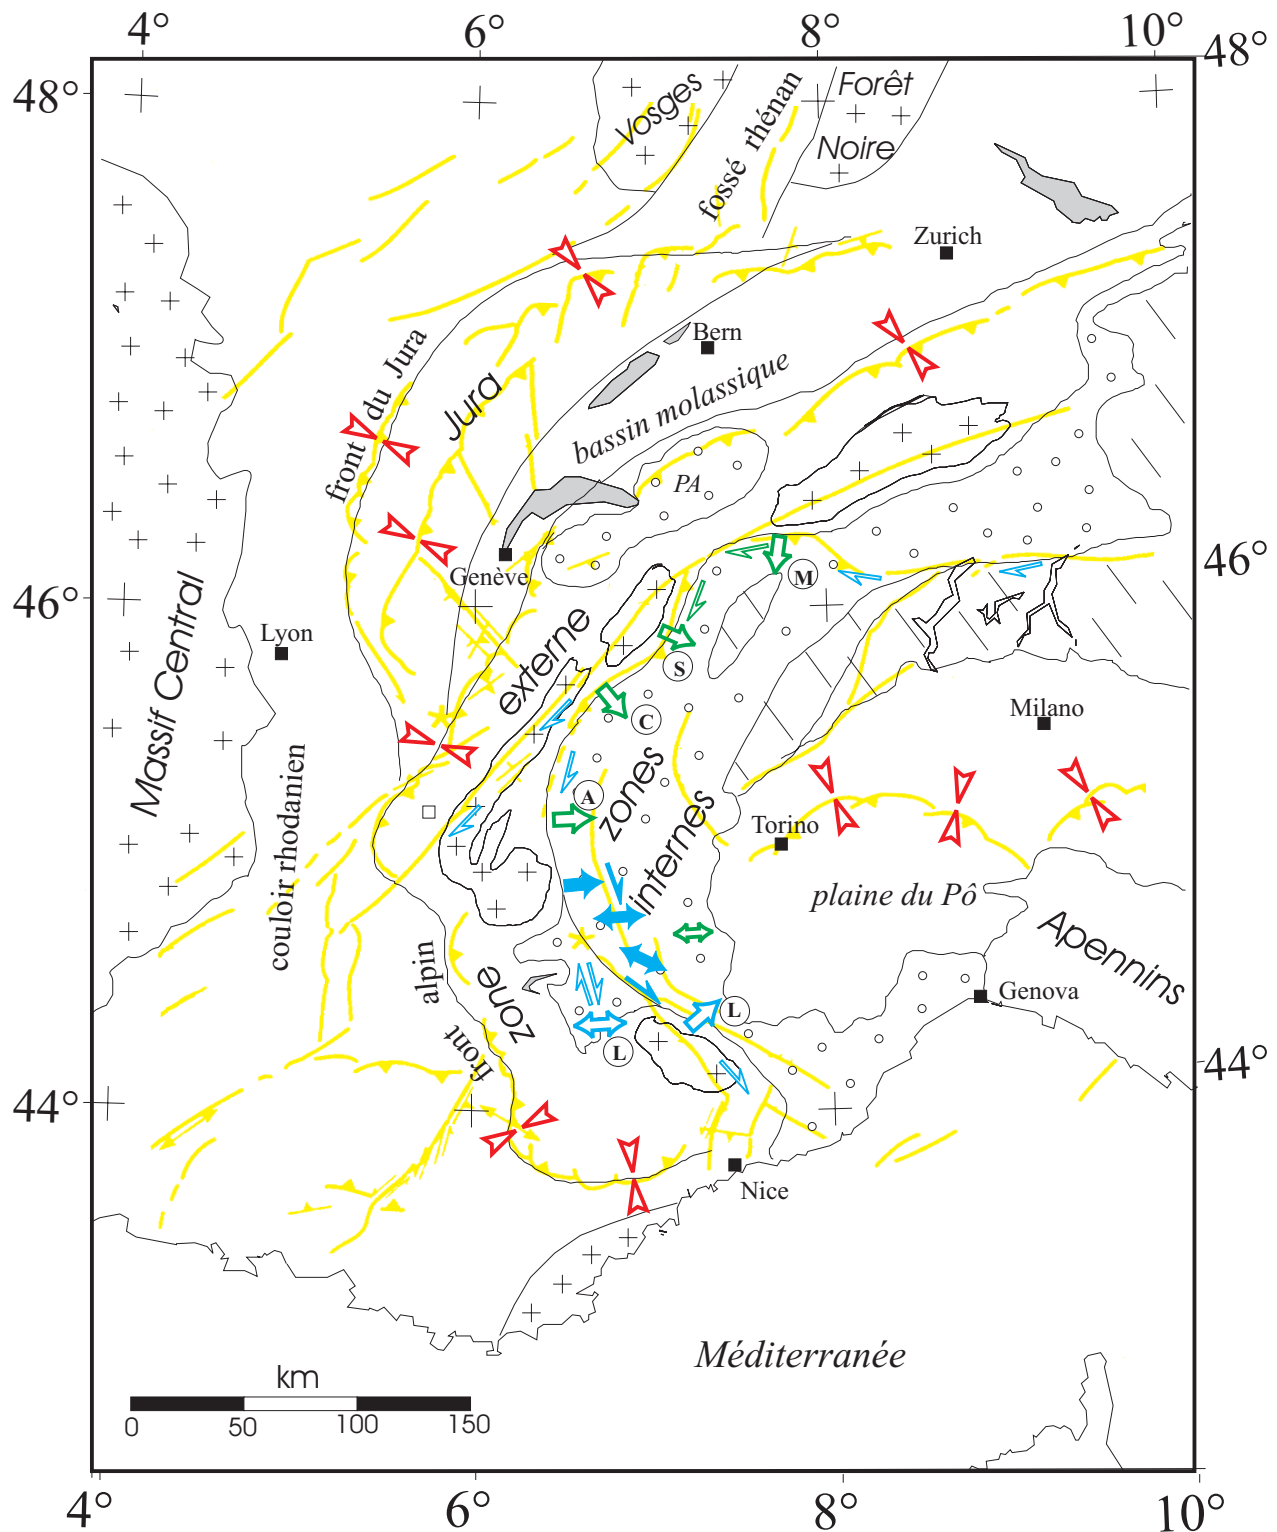 4°
6°
8°
10°
48°
48°
Vosges
fossé rhénan
Forêt
Noire
Zurich
Bern
front du Jura
Jura
bassin molassique
PA
Genève
46°
46°
M
Massif Central
Lyon
externe
S
C
Milano
couloir rhodanien
zones
internes
A
Torino
plaine du Pô
Apennins
alpin
front
zone
L
L
Genova
44°
44°
Nice
Méditerranée
km
0
50
100
150
4°
6°
8°
10°